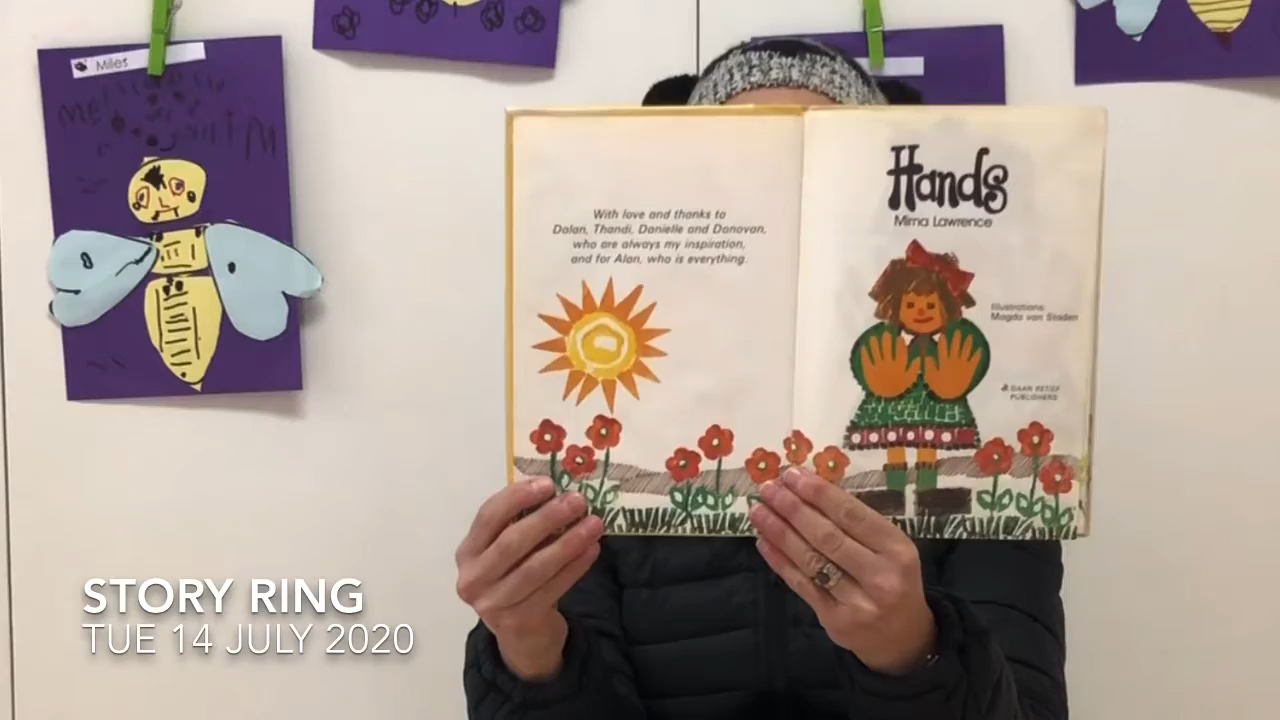 Miles
With love and thanks to
Dalan, Thandi, Danielle and Donovan,
who are always my inspiration,
and for Alan, who is everything.
Hands
Mirna Lawrence
Illustrations:
Magda van Staden
DAAN RETIEF
PUBLISHERS
STORY RING
TUE 14 JULY 2020